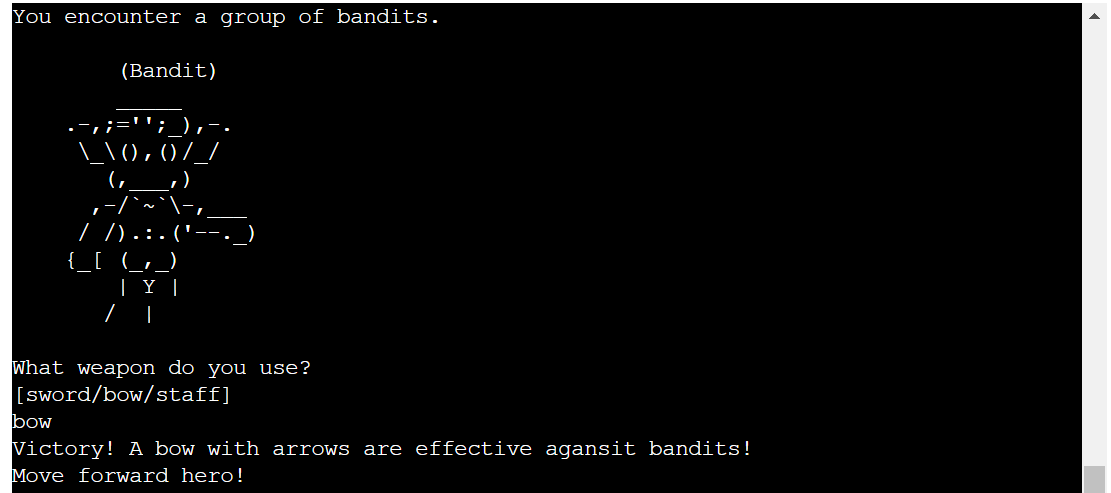 You encounter a group of bandits.
(Bandit)
______
.-,;='';_),-.
\_\(),()/_/
(,___,)
,-/`~`\-,___
/ /).:.('--._)
{_[ (_,_)
| Y |
/  |
What weapon do you use?
[sword/bow/staff]
bow
Victory! A bow with arrows are effective agansit bandits!
Move forward hero!